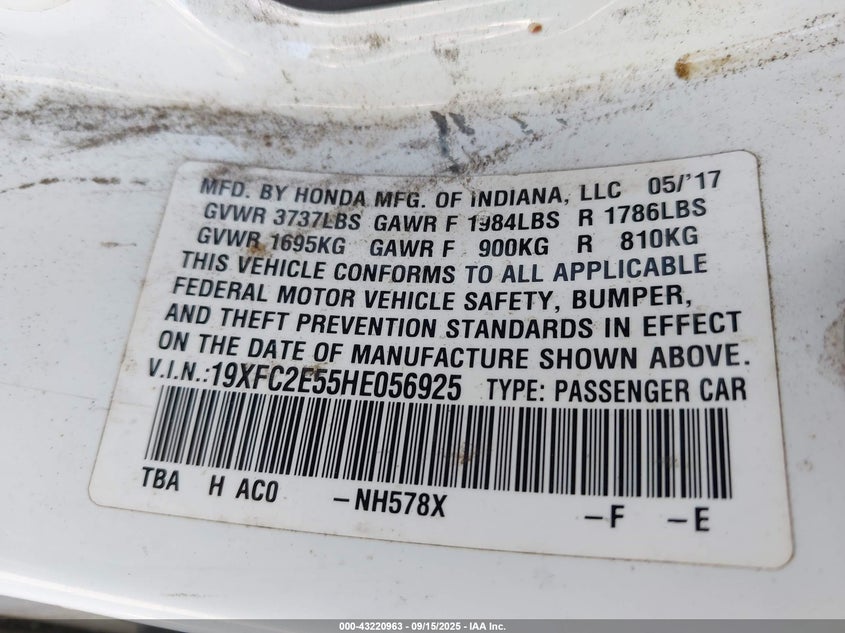 MFD. BY HONDA MFG. OF INDIANA, LLC 05/'17
GVWR 3737LBS GAWR F 1984LBS R 1786LBS
GVWR 1695KG GAWR F 900KG R 810KG
THIS VEHICLE CONFORMS TO ALL APPLICABLE
FEDERAL MOTOR VEHICLE SAFETY, BUMPER,
AND THEFT PREVENTION STANDARDS IN EFFECT
ON THE DATE OF MANUFACTURE SHOWN ABOVE.
V.I.N.:19XFC2E55HE056925 TYPE: PASSENGER CAR
TBA H AC0 -NH578X -F -E
000-43220963 - 09/15/2025 - IAA Inc.